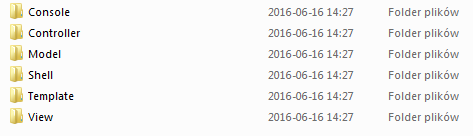 Console 2016-06-16 14:27 Folder plików
Controller 2016-06-16 14:27 Folder plików
Model 2016-06-16 14:27 Folder plików
Shell 2016-06-16 14:27 Folder plików
Template 2016-06-16 14:27 Folder plików
View 2016-06-16 14:27 Folder plików